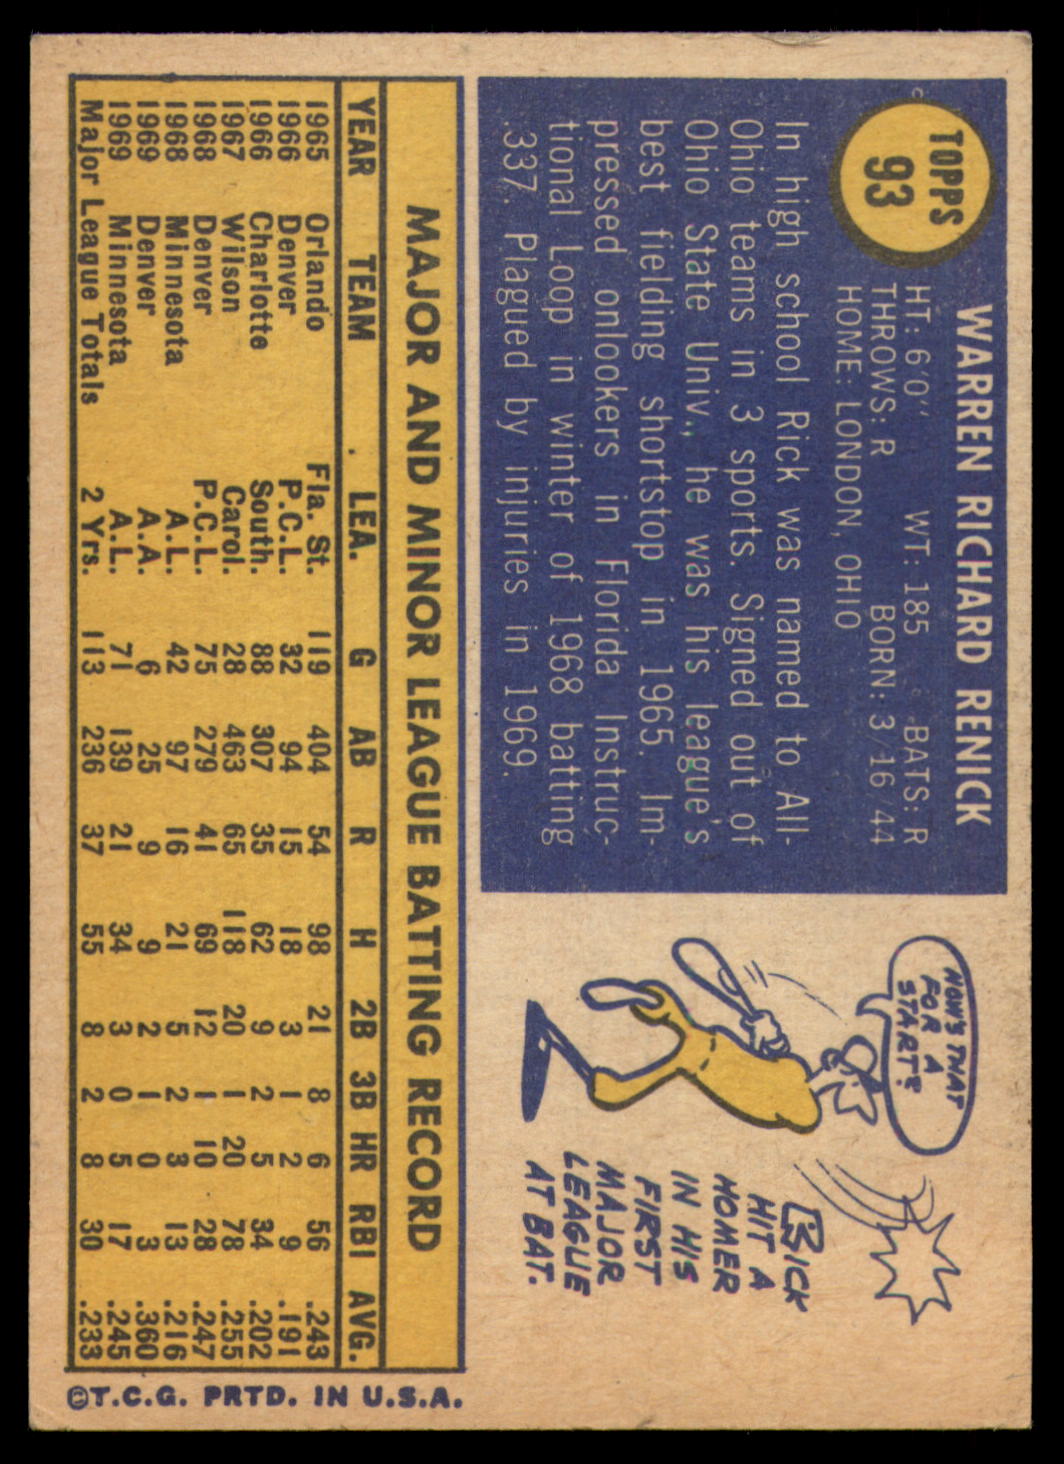 TOPPS
93
WARREN RICHARD RENICK
HT: 6'0" WT: 185 BATS: R
THROWS: R BORN: 3/16/44
HOME: LONDON, OHIO
In high school Rick was named to All-
Ohio teams in 3 sports. Signed out of
Ohio State Univ., he was his league's
best fielding shortstop in 1965. Im-
pressed onlookers in Florida Instruc-
tional Loop in winter of 1968 batting
.337. Plagued by injuries in 1969.
HOW'S THAT
FOR A
START?
RICK
HIT A
HOMER
IN HIS
FIRST
MAJOR
LEAGUE
AT BAT.
MAJOR AND MINOR LEAGUE BATTING RECORD
YEAR TEAM LEA. G AB R H 2B 3B HR RBI AVG.
1965 Orlando Fla. St. 119 404 54 98 21 8 6 56 .243
1966 Denver P.C.L. 32 94 15 18 3 1 2 9 .191
1966 Charlotte South. 88 307 35 62 9 2 5 34 .202
1967 Wilson Carol. 28 463 65 118 20 1 20 78 .255
1968 Denver P.C.L. 75 279 41 69 12 1 10 28 .247
1968 Minnesota A.L. 42 97 16 21 5 2 3 13 .216
1969 Denver A.A. 6 25 9 9 2 1 0 3 .360
1969 Minnesota A.L. 71 139 21 34 3 0 5 17 .245
Major League Totals 2 Yrs. 113 236 37 55 8 2 8 30 .233
©T.C.G. PRTD. IN U.S.A.